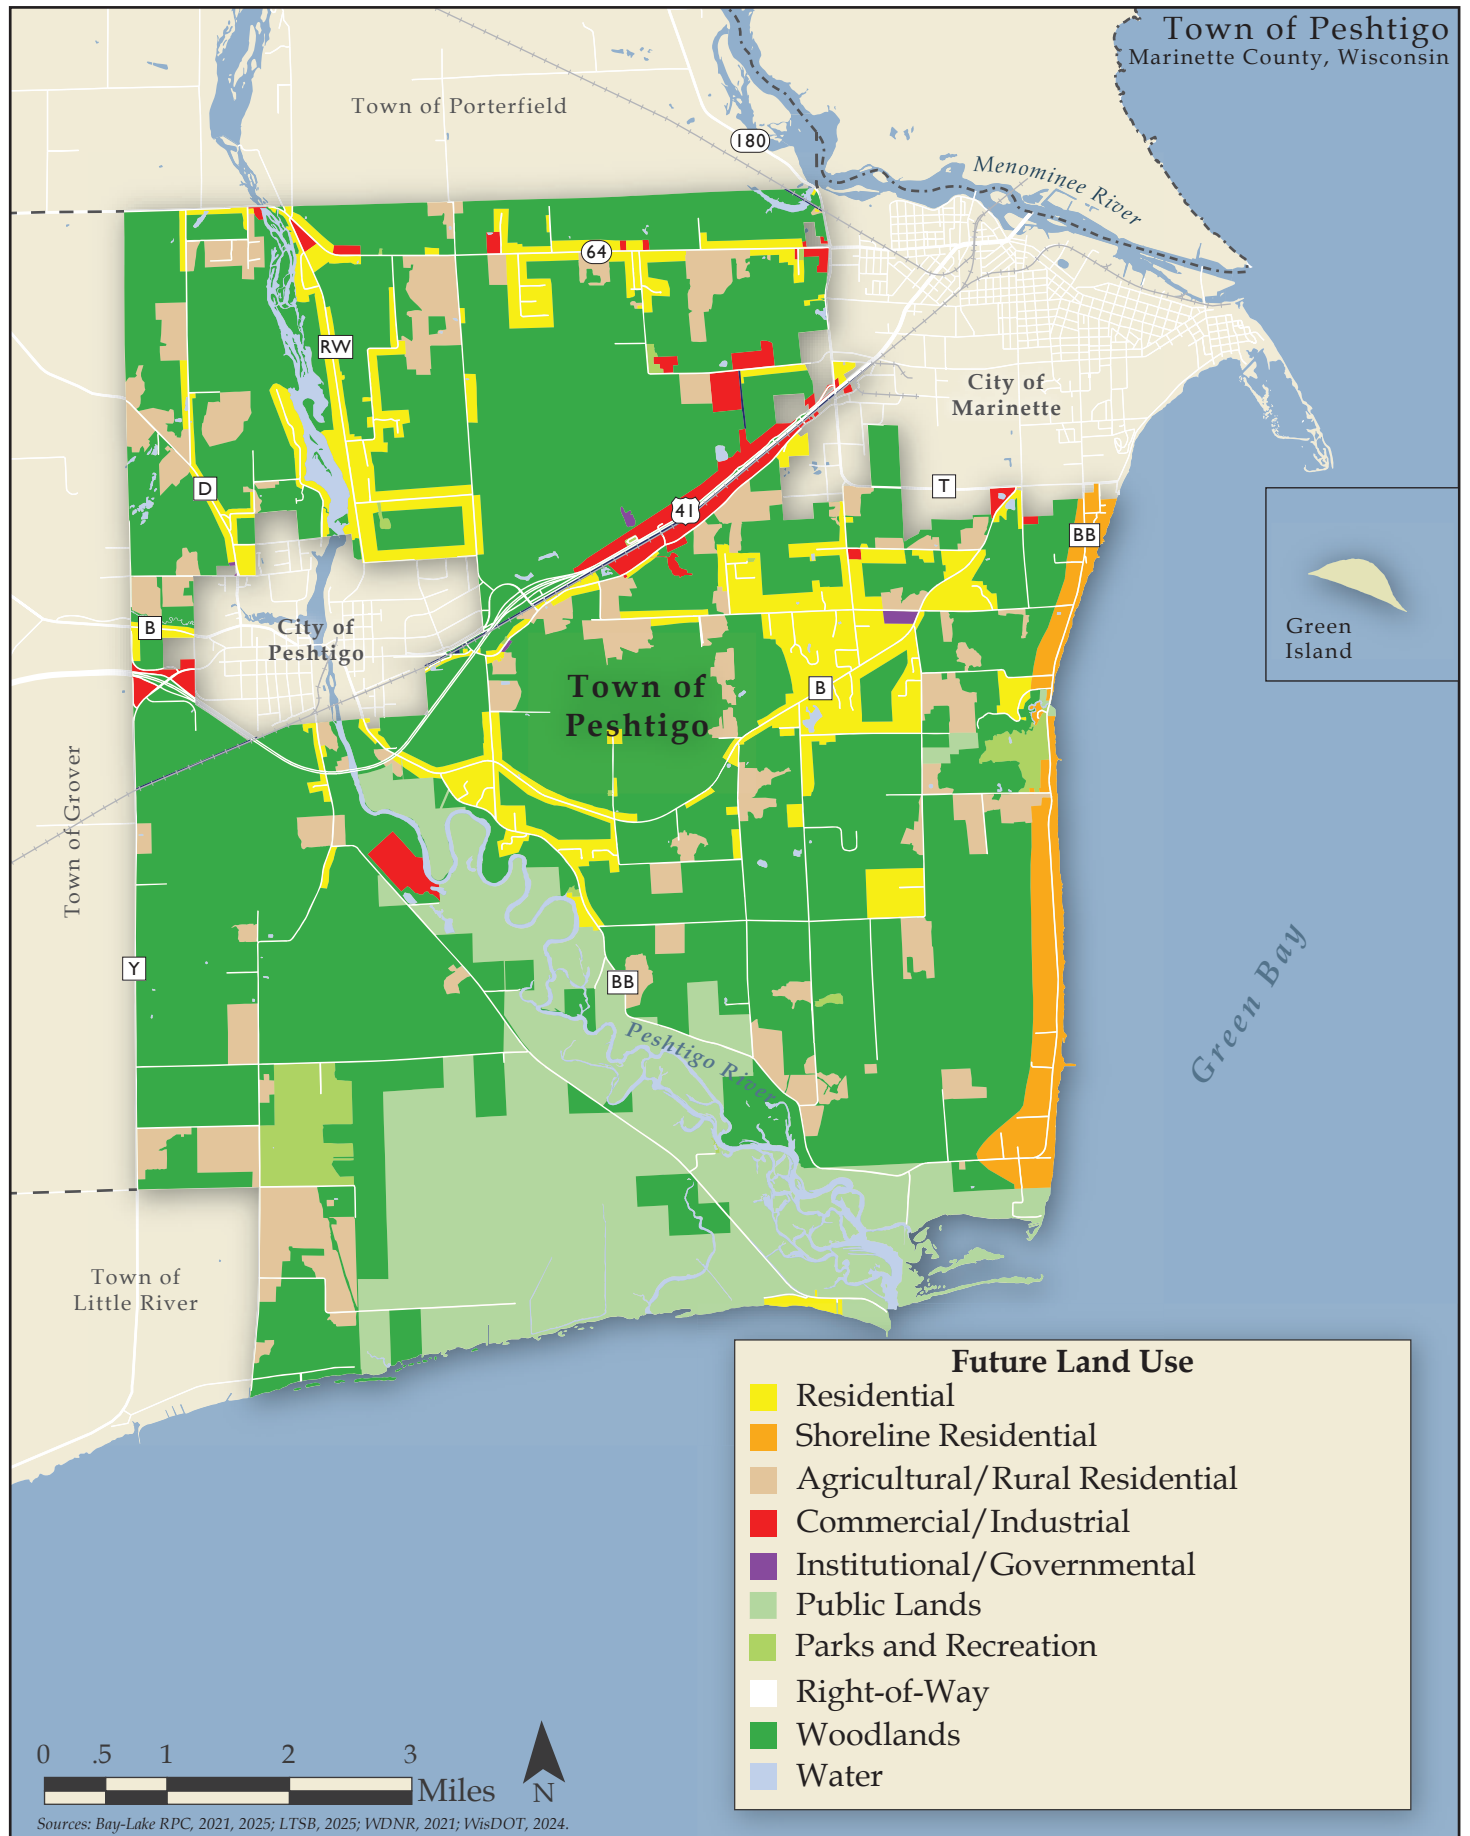 Town of Peshtigo
Marinette County, Wisconsin
Town of Porterfield
180
Menominee River
64
RW
City of
Marinette
D
T
41
BB
B
City of
Peshtigo
Green
Island
Town of
Peshtigo
B
Town of Grover
Y
BB
Green Bay
Peshtigo River
Town of
Little River
Future Land Use
Residential
Shoreline Residential
Agricultural/Rural Residential
Commercial/Industrial
Institutional/Governmental
Public Lands
Parks and Recreation
Right-of-Way
Woodlands
Water
0 .5 1 2 3
Miles
N
Sources: Bay-Lake RPC, 2021, 2025; LTSB, 2025; WDNR, 2021; WisDOT, 2024.